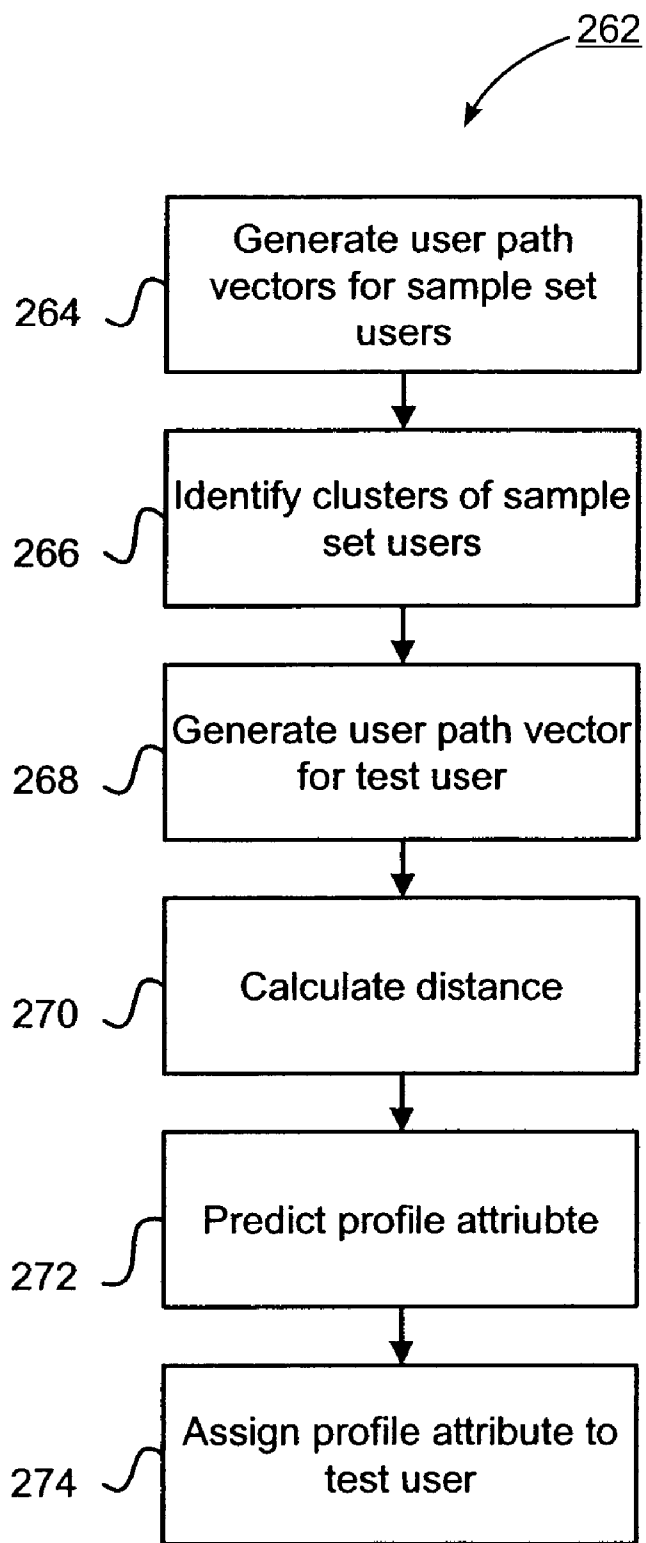 262
Generate user path
vectors for sample set
users
264
Identify clusters of sample
set users
266
Generate user path vector
for test user
268
Calculate distance
270
Predict profile attriubte
272
Assign profile attribute to
test user
274